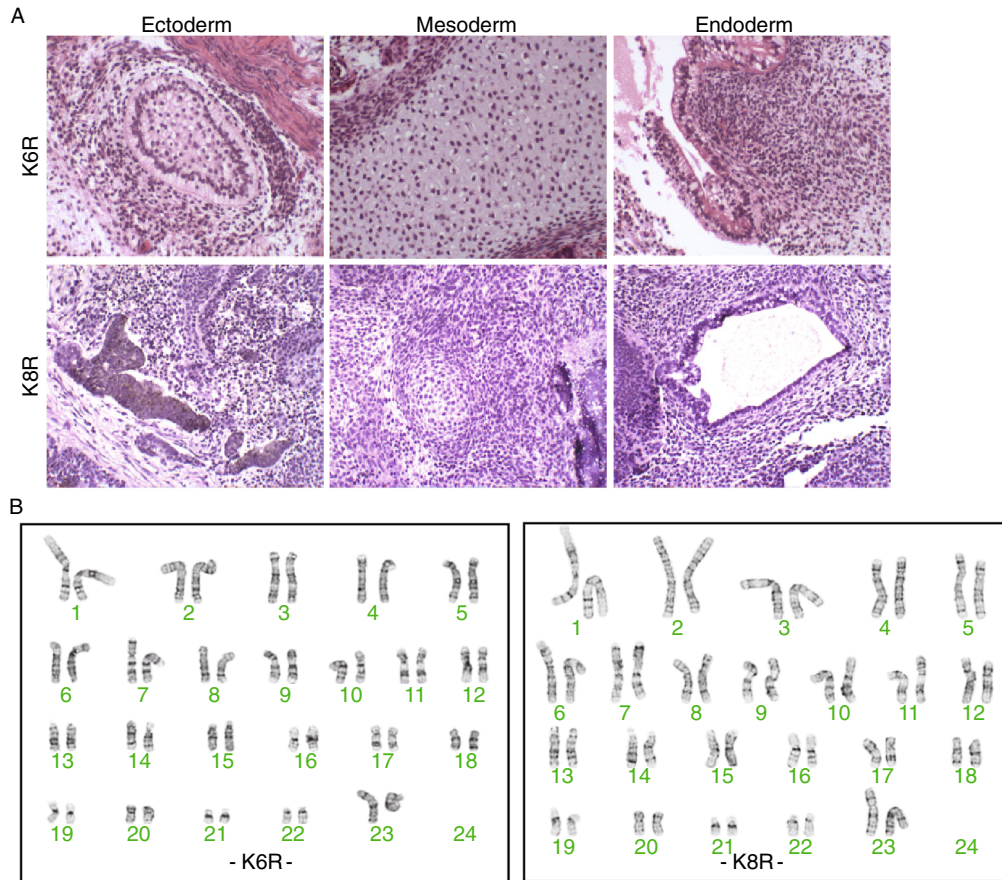 A
Ectoderm Mesoderm Endoderm
K6R
K8R
B
1 2 3 4 5
6 7 8 9 10 11 12
13 14 15 16 17 18
19 20 21 22 23 24
- K6R -
1 2 3 4 5
6 7 8 9 10 11 12
13 14 15 16 17 18
19 20 21 22 23 24
- K8R -